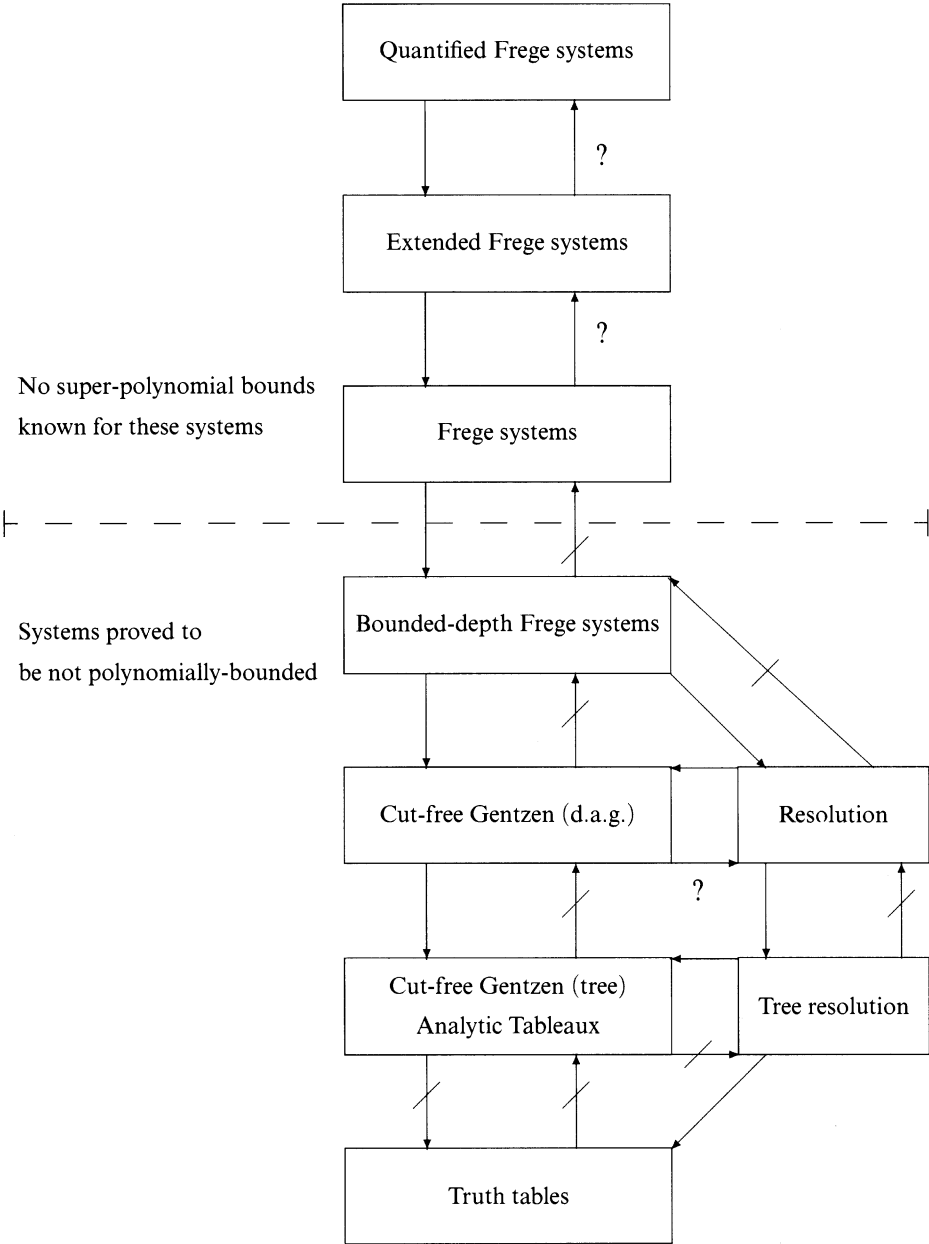 Quantified Frege systems
?
Extended Frege systems
?
No super-polynomial bounds
known for these systems
Frege systems
Systems proved to
be not polynomially-bounded
Bounded-depth Frege systems
Cut-free Gentzen (d.a.g.)
Resolution
?
Cut-free Gentzen (tree)
Analytic Tableaux
Tree resolution
Truth tables